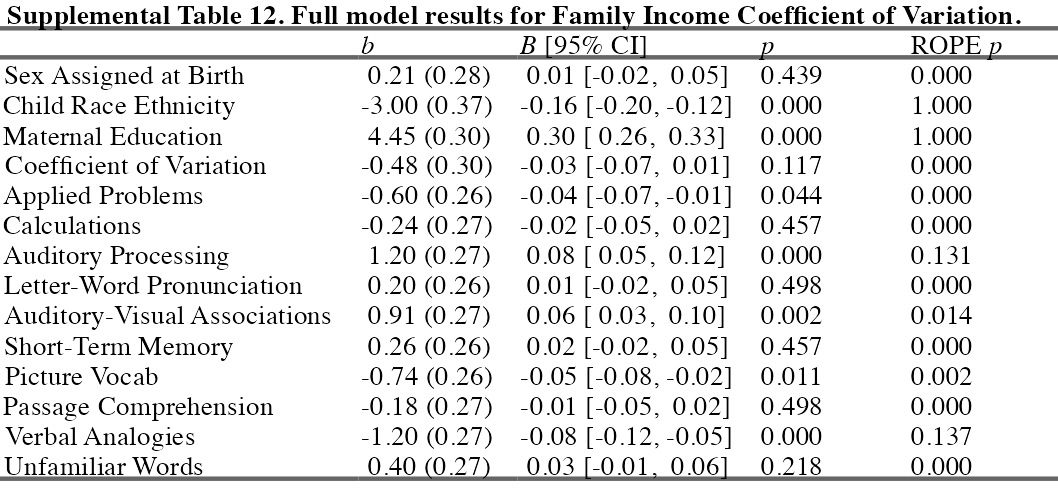 Supplemental Table 12. Full model results for Family Income Coefficient of Variation.
b B [95% CI] p ROPE p
Sex Assigned at Birth 0.21 (0.28) 0.01 [-0.02, 0.05] 0.439 0.000
Child Race Ethnicity -3.00 (0.37) -0.16 [-0.20, -0.12] 0.000 1.000
Maternal Education 4.45 (0.30) 0.30 [ 0.26, 0.33] 0.000 1.000
Coefficient of Variation -0.48 (0.30) -0.03 [-0.07, 0.01] 0.117 0.000
Applied Problems -0.60 (0.26) -0.04 [-0.07, -0.01] 0.044 0.000
Calculations -0.24 (0.27) -0.02 [-0.05, 0.02] 0.457 0.000
Auditory Processing 1.20 (0.27) 0.08 [ 0.05, 0.12] 0.000 0.131
Letter-Word Pronunciation 0.20 (0.26) 0.01 [-0.02, 0.05] 0.498 0.000
Auditory-Visual Associations 0.91 (0.27) 0.06 [ 0.03, 0.10] 0.002 0.014
Short-Term Memory 0.26 (0.26) 0.02 [-0.02, 0.05] 0.457 0.000
Picture Vocab -0.74 (0.26) -0.05 [-0.08, -0.02] 0.011 0.002
Passage Comprehension -0.18 (0.27) -0.01 [-0.05, 0.02] 0.498 0.000
Verbal Analogies -1.20 (0.27) -0.08 [-0.12, -0.05] 0.000 0.137
Unfamiliar Words 0.40 (0.27) 0.03 [-0.01, 0.06] 0.218 0.000